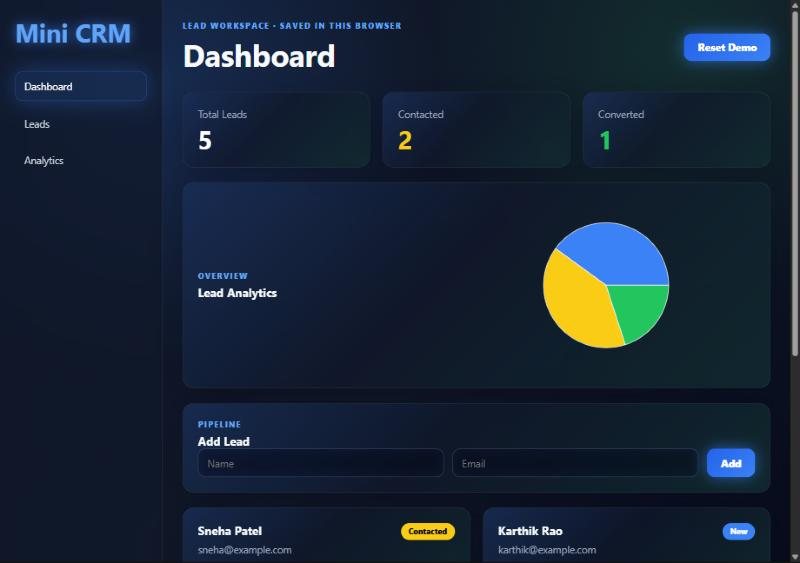 Mini CRM
Dashboard
Leads
Analytics
LEAD WORKSPACE • SAVED IN THIS BROWSER
Dashboard
Reset Demo
Total Leads
5
Contacted
2
Converted
1
OVERVIEW
Lead Analytics
PIPELINE
Add Lead
Name
Email
Add
Sneha Patel
Contacted
sneha@example.com
Karthik Rao
New
karthik@example.com